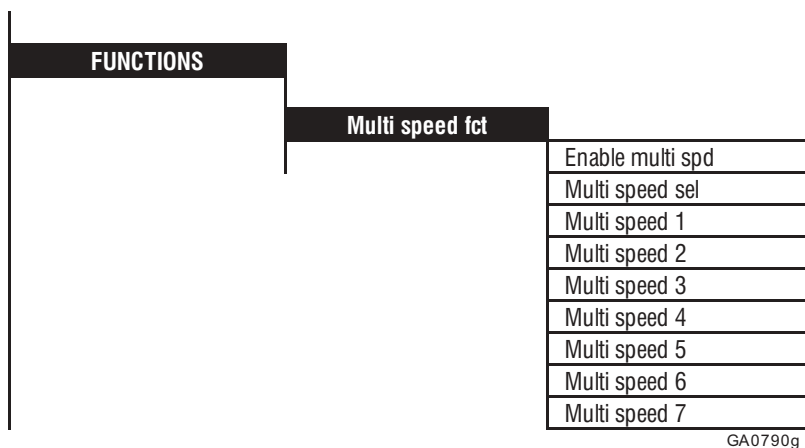 FUNCTIONS
Multi speed fct
Enable multi spd
Multi speed sel
Multi speed 1
Multi speed 2
Multi speed 3
Multi speed 4
Multi speed 5
Multi speed 6
Multi speed 7
GA0790g